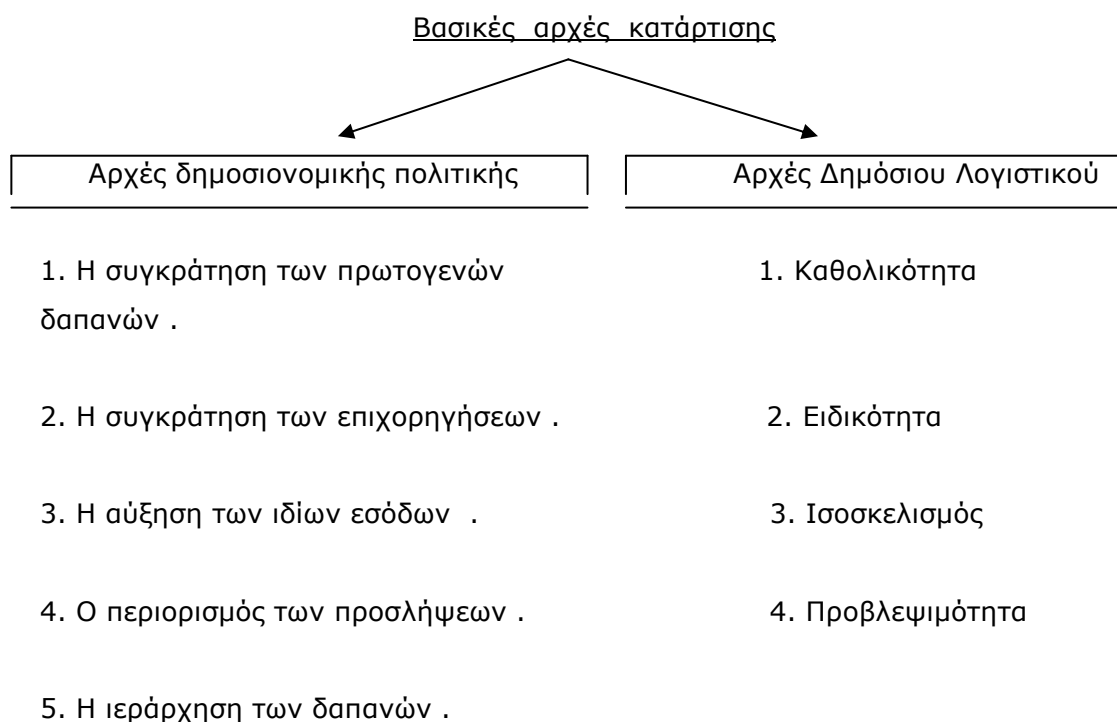 Βασικές αρχές κατάρτισης
Αρχές δημοσιονομικής πολιτικής
Αρχές Δημόσιου Λογιστικού
1. Η συγκράτηση των πρωτογενών
δαπανών .
1. Καθολικότητα
2. Η συγκράτηση των επιχορηγήσεων .
2. Ειδικότητα
3. Η αύξηση των ιδίων εσόδων .
3. Ισοσκελισμός
4. Ο περιορισμός των προσλήψεων .
4. Προβλεψιμότητα
5. Η ιεράρχηση των δαπανών .